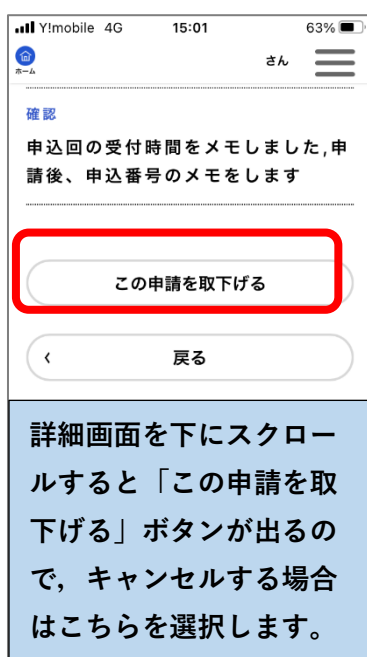 Y!mobile 4G 15:01 63%
ホーム
さん
確認
申込回の受付時間をメモしました,申
請後、申込番号のメモをします
この申請を取下げる
‹ 戻る
詳細画面を下にスクロー
ルすると「この申請を取
下げる」ボタンが出るの
で，キャンセルする場合
はこちらを選択します。